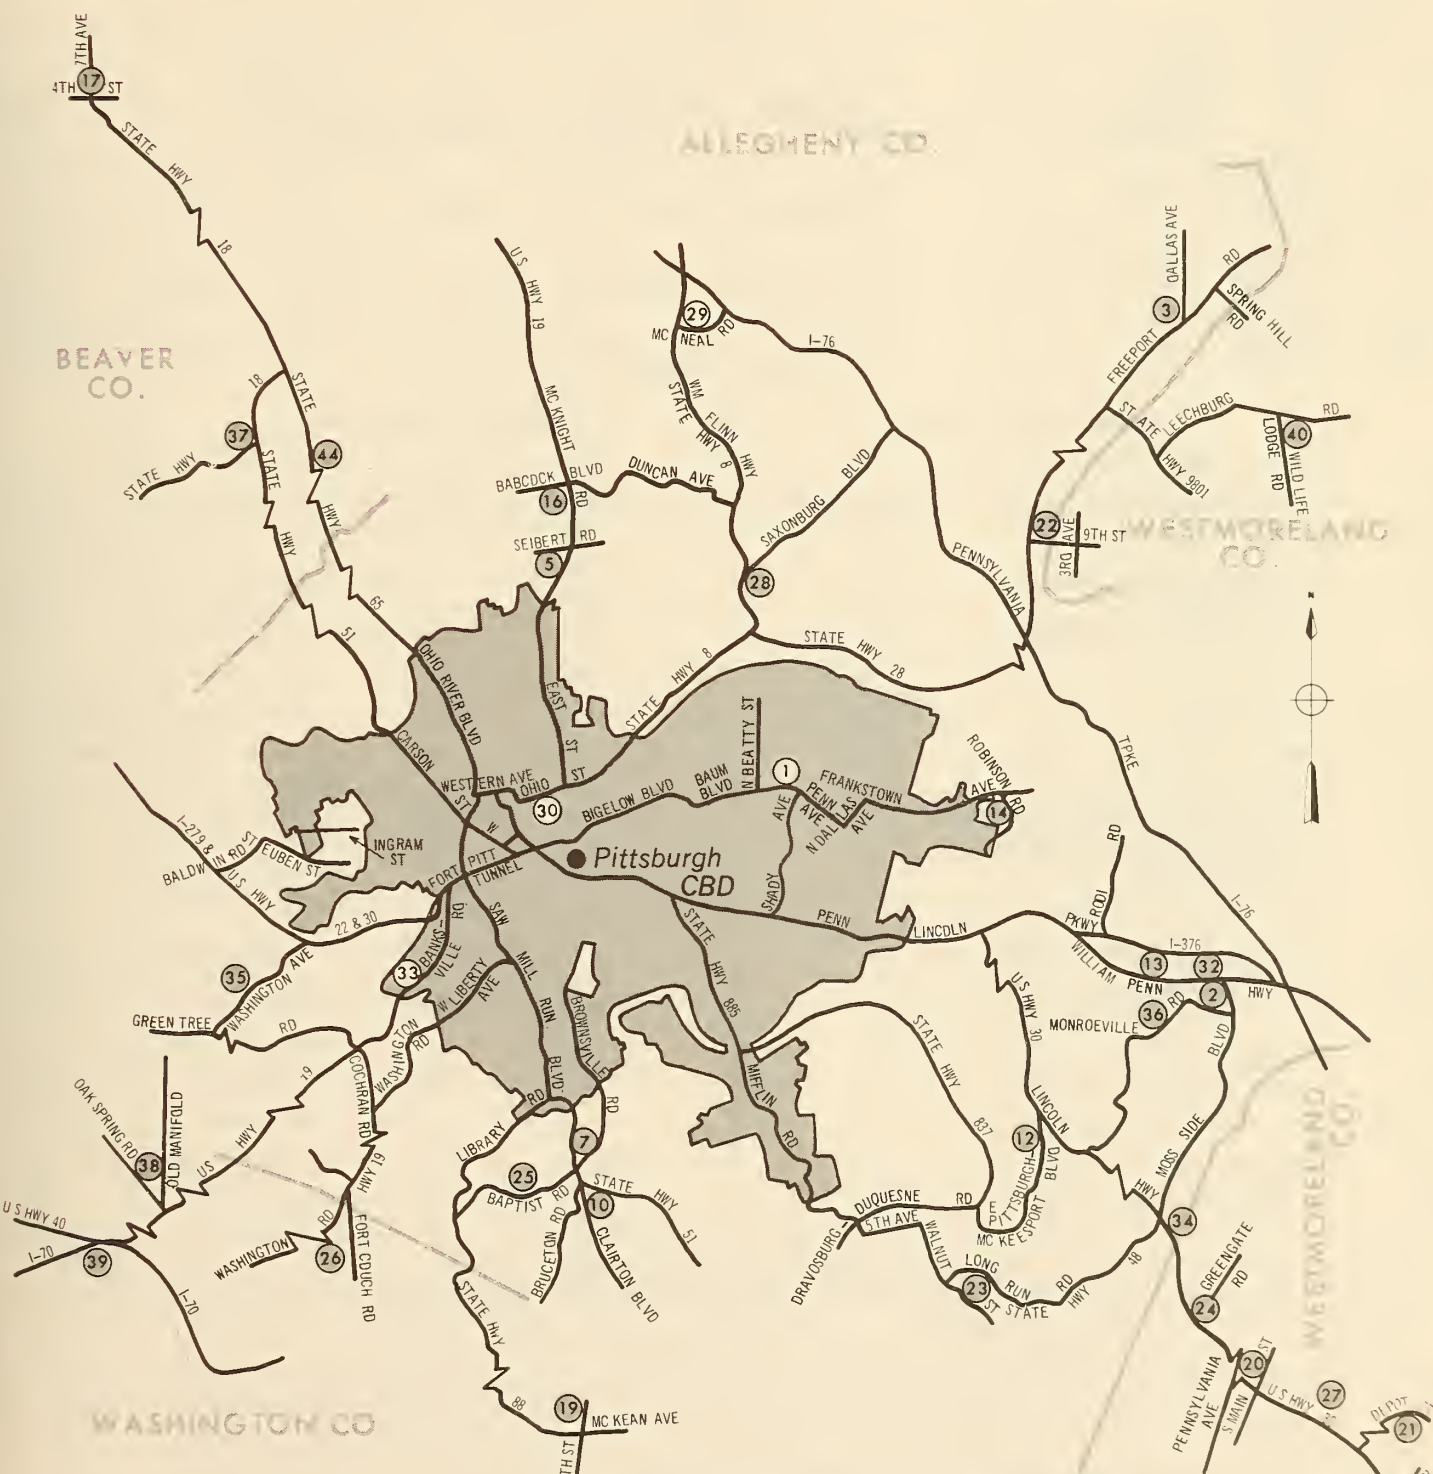 7TH AVE
17
4TH ST
STATE HWY 18
ALLEGHENY CO.
BEAVER
CO.
18
STATE
37
44
STATE HWY
STATE
HWY
HWY
65
51
US HWY 19
MC KNIGHT
BABCOCK BLVD
16
RD
SEIBERT RD
5
DUNCAN AVE
29
MC NEAL RD
I-76
WM FLINN HWY
STATE HWY 8
SAXONBURG BLVD
28
PENNSYLVANIA
STATE HWY 28
STATE HWY 8
DALLAS AVE
3
RD
SPRING HILL
RD
FREEPORT
STATE
HWY 9801
LEECHBURG RD
40
LODGE RD
WILD LIFE
22
3RD AVE
9TH ST
WESTMORELAND
CO.
N
OHIO RIVER BLVD
EAST
ST
CARSON
ST
WESTERN AVE
OHIO ST
30
W
BIGELOW BLVD
BAUM
BLVD
N BEATTY ST
1
PENN
AVE
FRANKSTOWN
AVE
N DALLAS
AVE
ROBINSON
RD
14
SHADY
AVE
TPKE
I-76
I-279 &
US HWY
22 & 30
BALDWIN RD
STEUBEN ST
INGRAM
ST
FORT PITT
TUNNEL
Pittsburgh
CBD
PENN
LINCOLN
PKWY
RODI
RD
I-376
WILLIAM PENN
HWY
13
32
2
36
MONROEVILLE
RD
35
WASHINGTON AVE
33
BANKS-
VILLE
RD.
W LIBERTY
AVE
SAW
MILL
RUN
BLVD.
BROWNSVILLE
RD
STATE
HWY
885
GREEN TREE
RD
WASHINGTON
RD
19
COCHRAN RD
MIFFLIN
RD
STATE
HWY
837
US HWY 30
LINCOLN
HWY
MOSS SIDE
BLVD
OAK SPRING RD
OLD MANIFOLD
38
US HWY
LIBRARY
RD
7
25
BAPTIST RD
10
STATE
HWY
51
BRUCETON RD
CLAIRTON BLVD
12
E
PITTSBURGH-
MC KEESPORT
BLVD
DUQUESNE RD
DRAVOSBURG-
5TH AVE
WALNUT
ST
LONG
RUN
RD
23
STATE
HWY
48
34
US HWY 40
I-70
39
I-70
WASHINGTON
RD
26
HWY 19
FORT COUCH RD
24
GREENGATE
RD
WESTMORELAND
CO.
STATE HWY
88
19
MC KEAN AVE
TH ST
WASHINGTON CO
20
PENNSYLVANIA
AVE
S MAIN
ST
US HWY
27
DEPOT
21